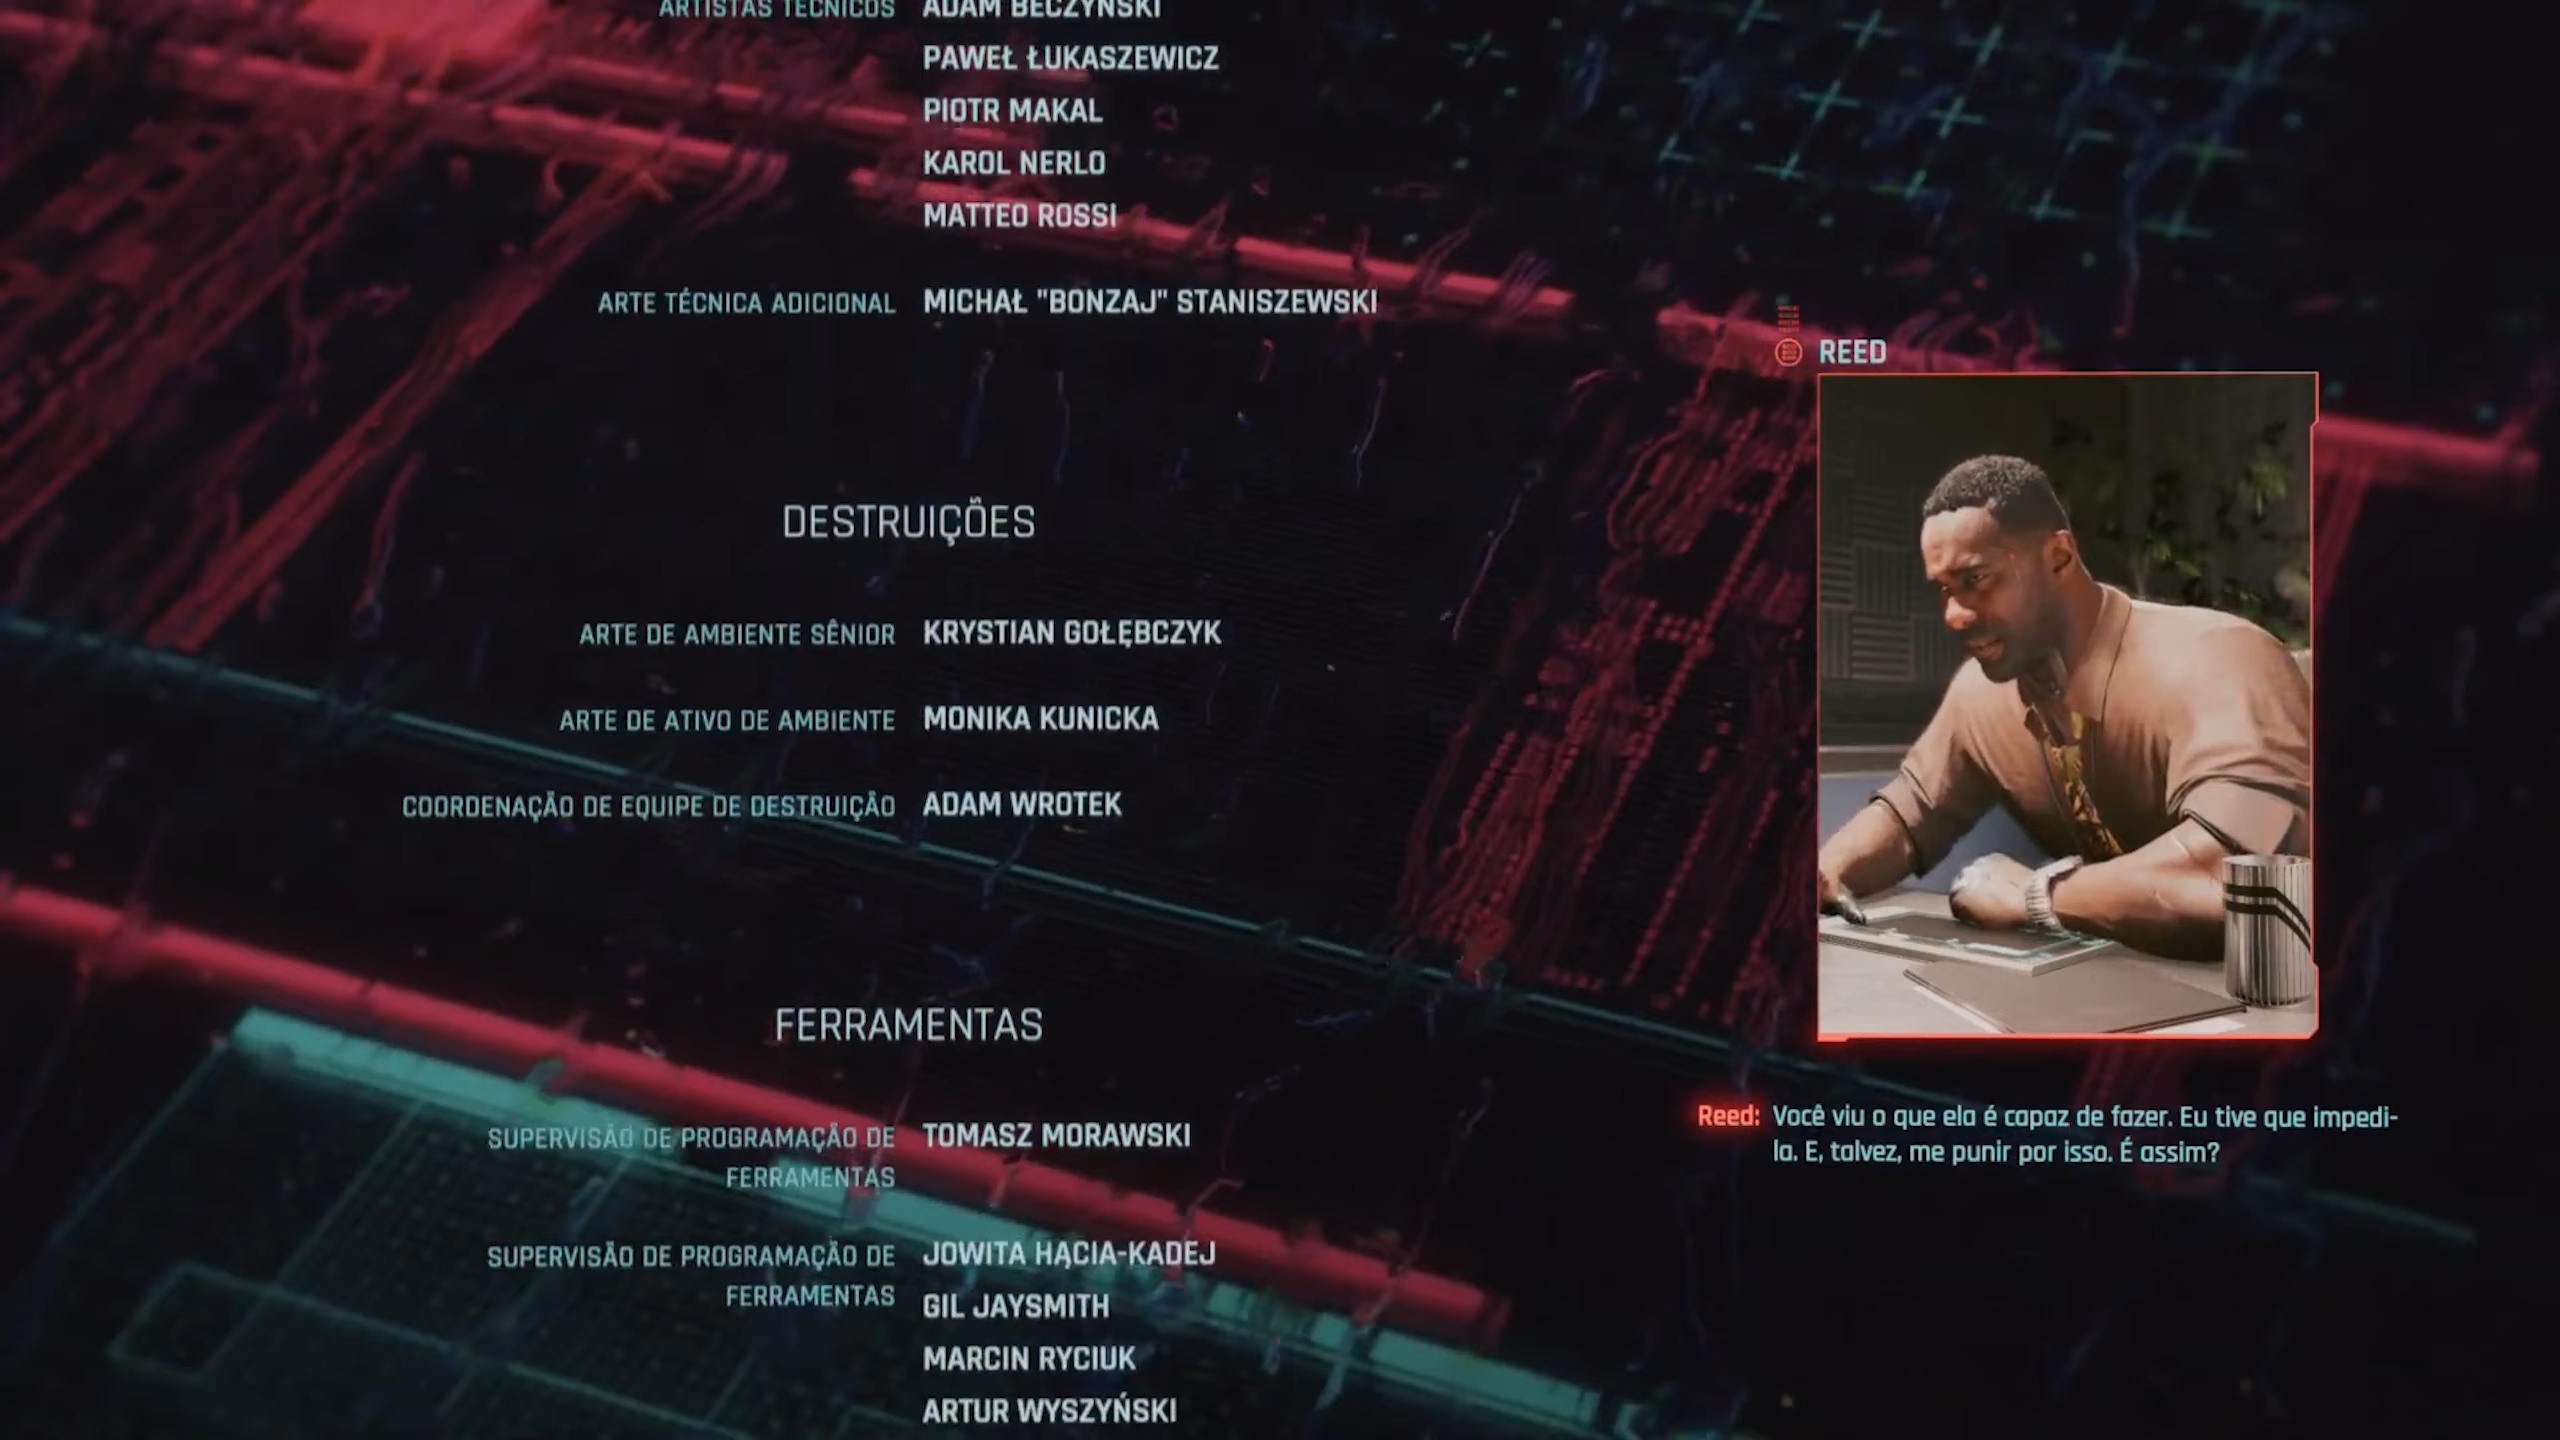 ARTISTAS TÉCNICOS ADAM BECZYŃSKI
PAWEŁ ŁUKASZEWICZ
PIOTR MAKAL
KAROL NERLO
MATTEO ROSSI
ARTE TÉCNICA ADICIONAL MICHAŁ "BONZAJ" STANISZEWSKI
DESTRUIÇÕES
ARTE DE AMBIENTE SÊNIOR KRYSTIAN GOŁĘBCZYK
ARTE DE ATIVO DE AMBIENTE MONIKA KUNICKA
COORDENAÇÃO DE EQUIPE DE DESTRUIÇÃO ADAM WROTEK
FERRAMENTAS
SUPERVISÃO DE PROGRAMAÇÃO DE TOMASZ MORAWSKI
FERRAMENTAS
SUPERVISÃO DE PROGRAMAÇÃO DE JOWITA HĄCIA-KADEJ
FERRAMENTAS GIL JAYSMITH
MARCIN RYCIUK
ARTUR WYSZYŃSKI
REED
Reed: Você viu o que ela é capaz de fazer. Eu tive que impedi-
la. E, talvez, me punir por isso. É assim?